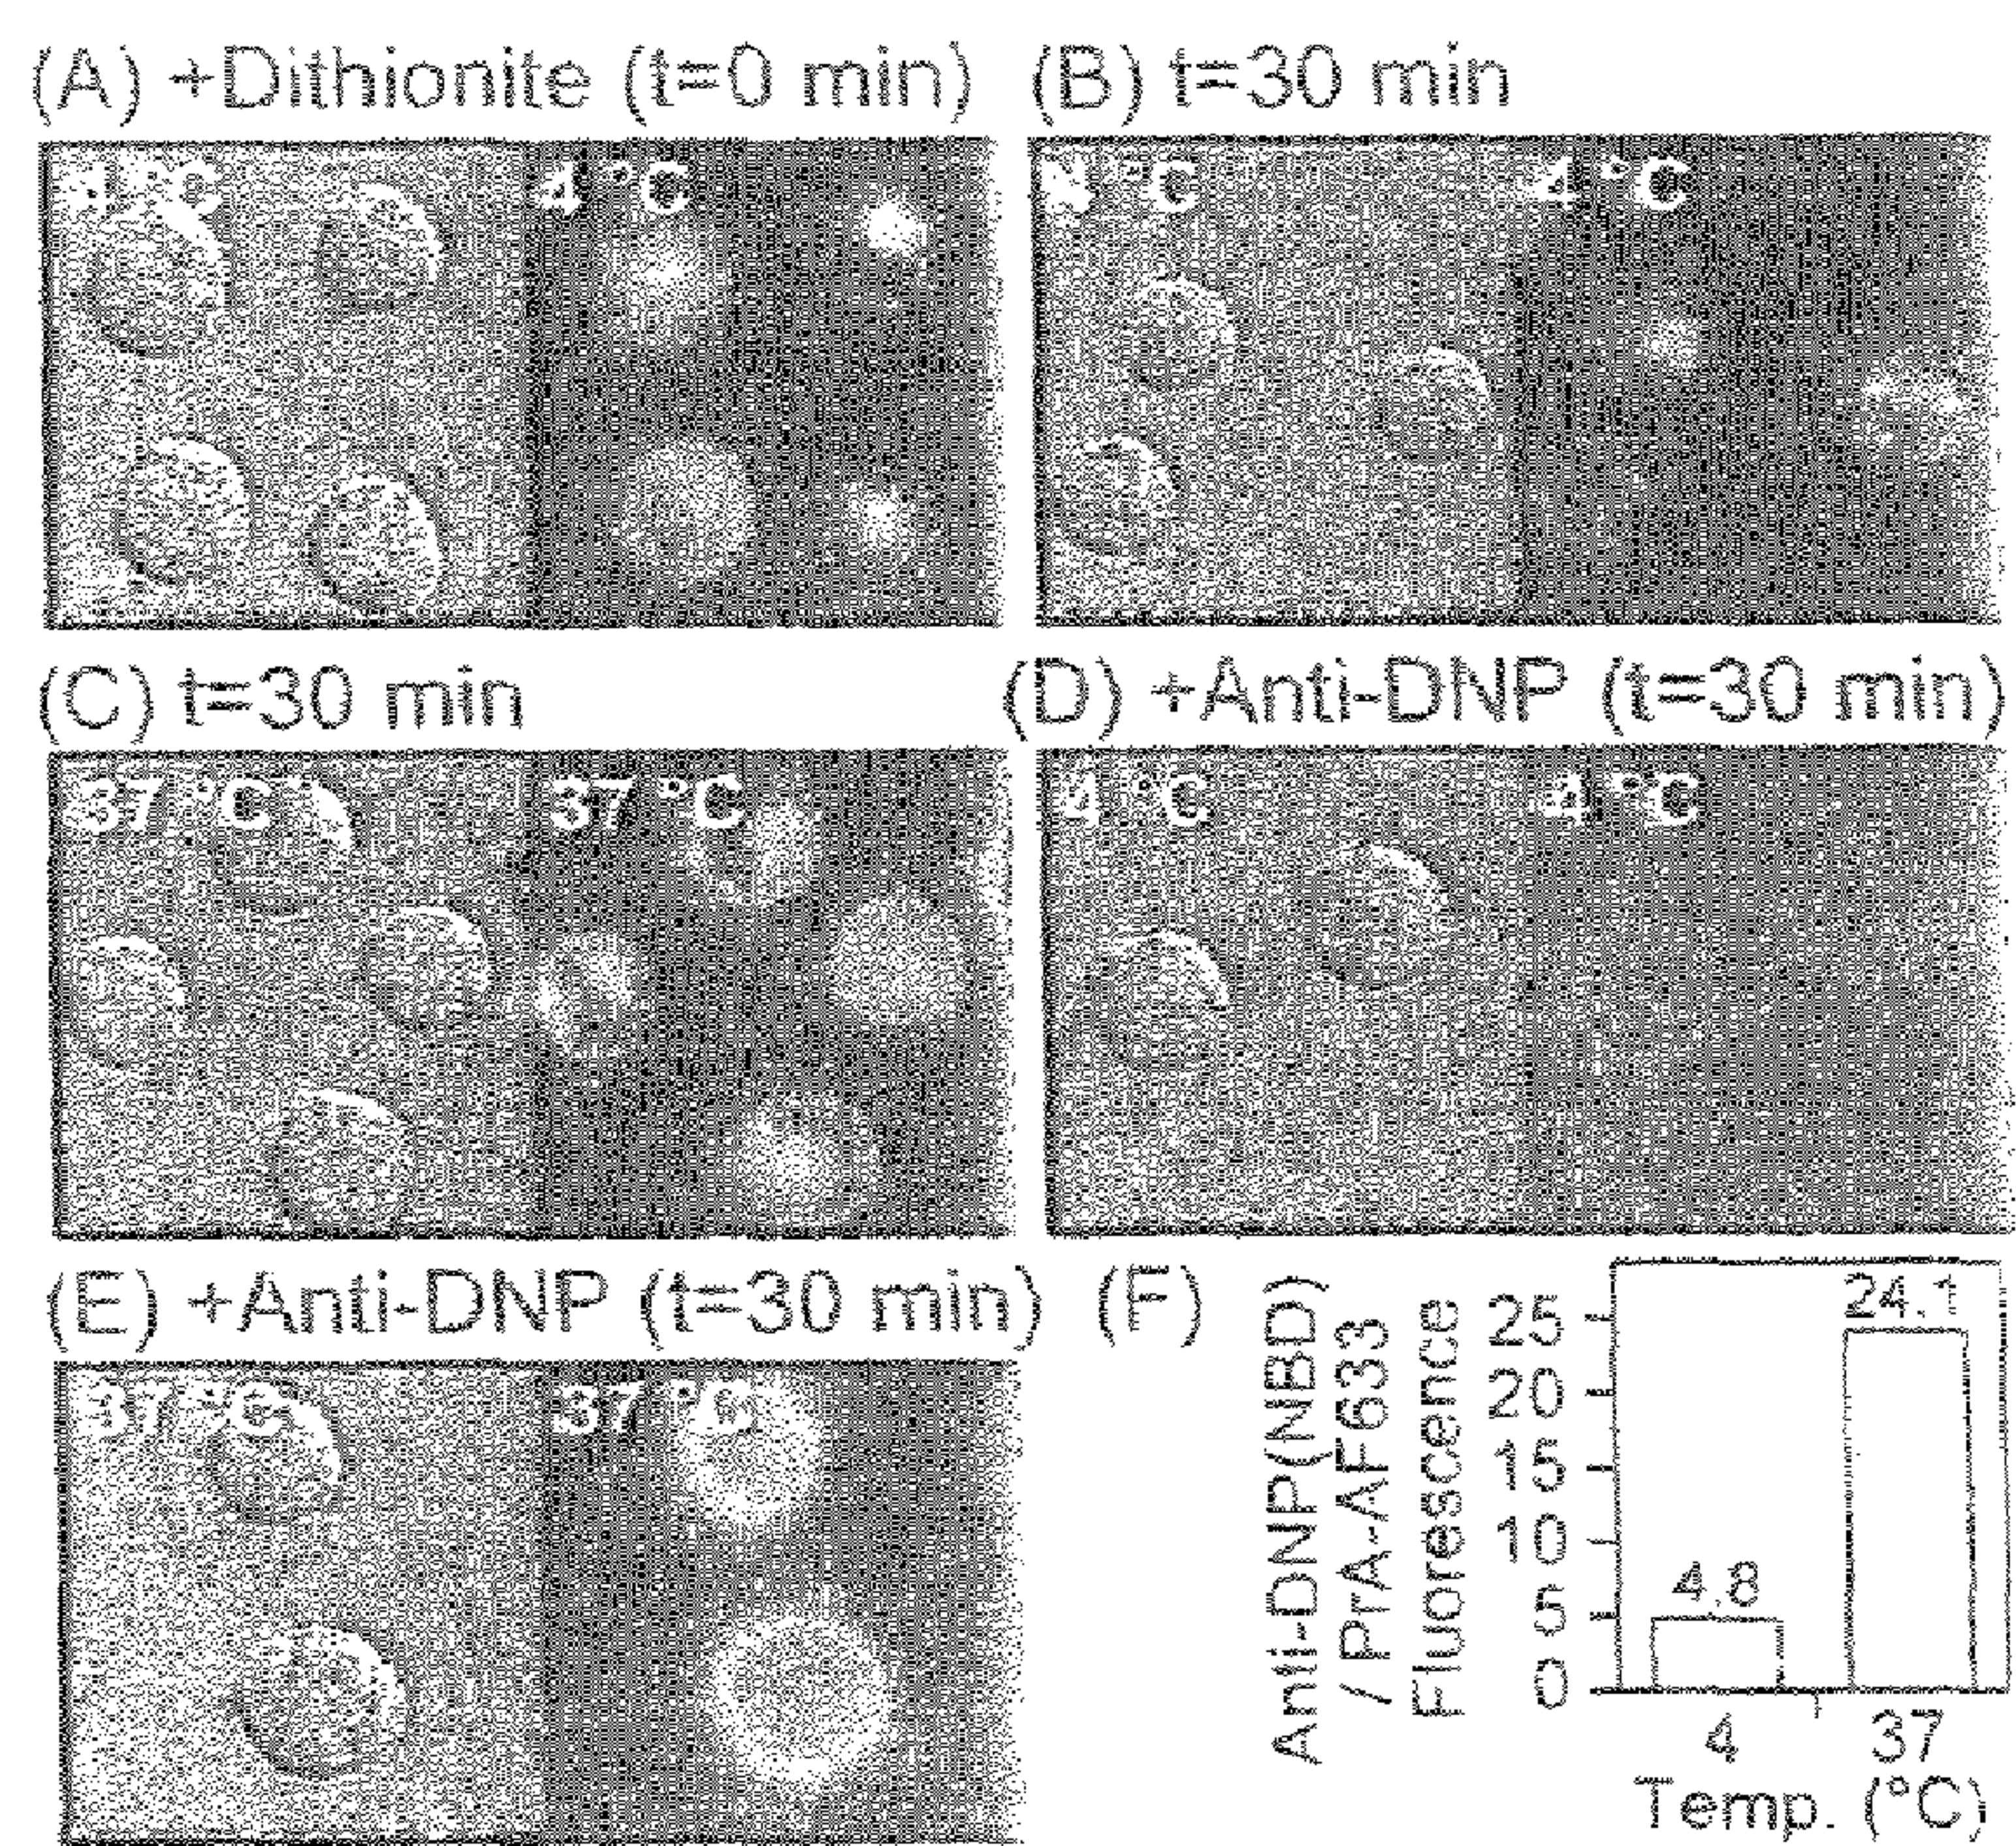 (A) +Dithionite (t=0 min)
(B) t=30 min
4 °C
4 °C
4 °C
4 °C
(C) t=30 min
(D) +Anti-DNP (t=30 min)
37 °C
37 °C
4 °C
4 °C
(E) +Anti-DNP (t=30 min)
(F)
37 °C
37 °C
Anti-DNP(NBD)
/ PrA-AF633
Fluorescence
25
20
15
10
5
0
4.8
24.1
4
37
Temp. (°C)